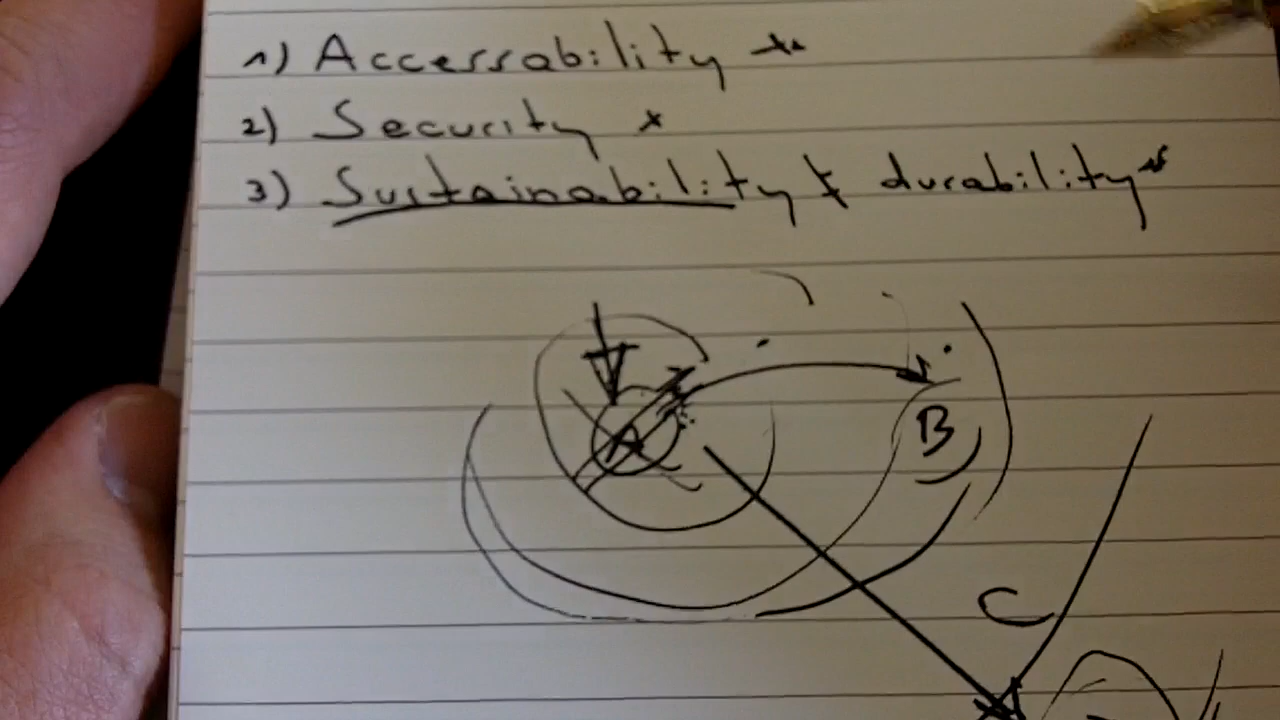 1) Accessability
2) Security
3) Sustainability & durability
A
B
C